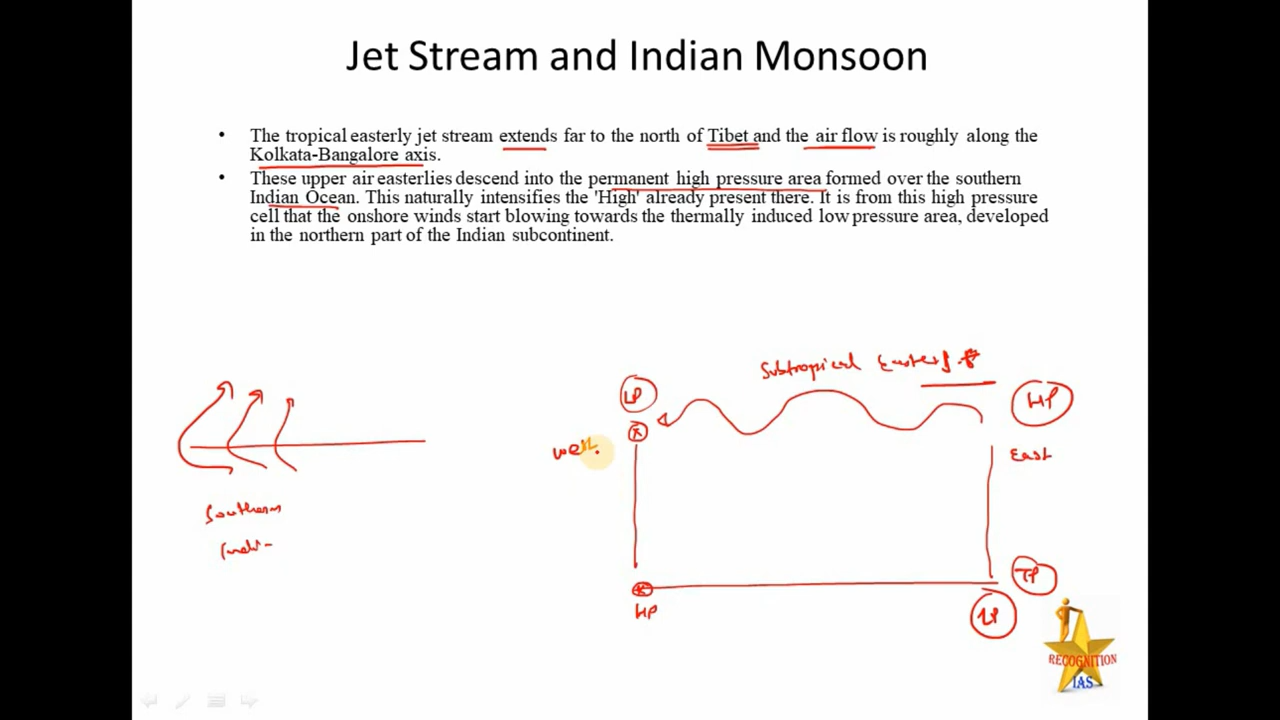 Jet Stream and Indian Monsoon
• The tropical easterly jet stream extends far to the north of Tibet and the air flow is roughly along the
Kolkata-Bangalore axis.
• These upper air easterlies descend into the permanent high pressure area formed over the southern
Indian Ocean. This naturally intensifies the 'High' already present there. It is from this high pressure
cell that the onshore winds start blowing towards the thermally induced low pressure area, developed
in the northern part of the Indian subcontinent.
Subtropical
LP
HP
West.
East
Southern
TP
HP
LP
RECOGNITION
IAS